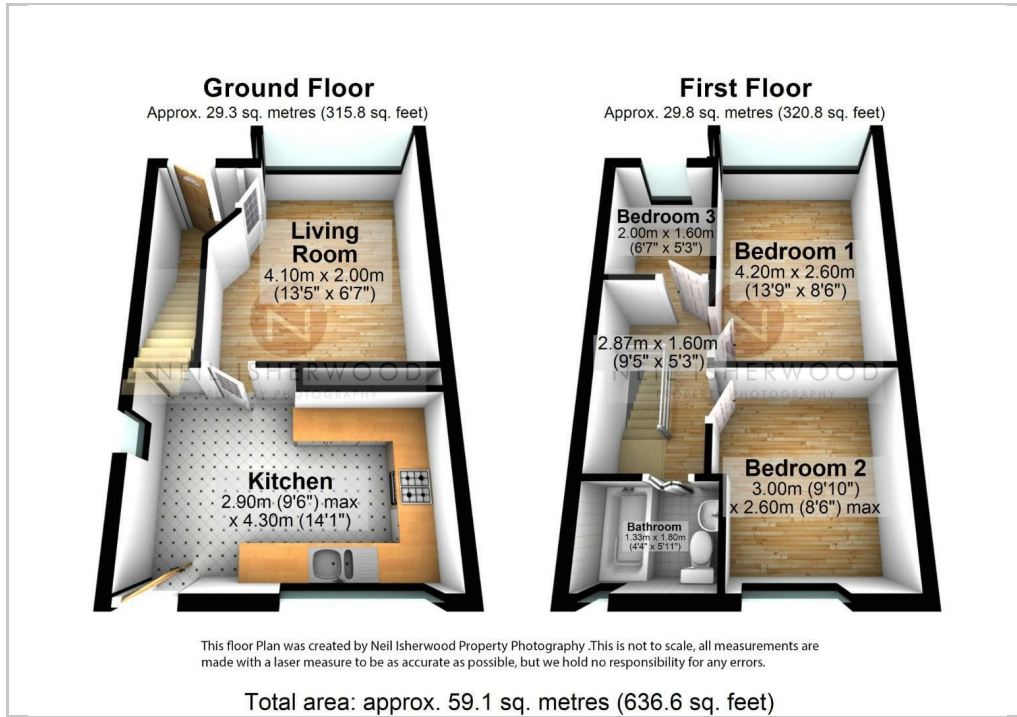 Ground Floor
Approx. 29.3 sq. metres (315.8 sq. feet)
Living
Room
4.10m x 2.00m
(13'5" x 6'7")
Kitchen
2.90m (9'6") max
x 4.30m (14'1")
First Floor
Approx. 29.8 sq. metres (320.8 sq. feet)
Bedroom 3
2.00m x 1.60m
(6'7" x 5'3")
Bedroom 1
4.20m x 2.60m
(13'9" x 8'6")
2.87m x 1.60m
(9'5" x 5'3")
Bedroom 2
3.00m (9'10")
x 2.60m (8'6") max
Bathroom
1.33m x 1.80m
(4'4" x 5'11")
NEIL ISHERWOOD
PROPERTY PHOTOGRAPHY
NEIL ISHERWOOD
PROPERTY PHOTOGRAPHY
This floor Plan was created by Neil Isherwood Property Photography .This is not to scale, all measurements are
made with a laser measure to be as accurate as possible, but we hold no responsibility for any errors.
Total area: approx. 59.1 sq. metres (636.6 sq. feet)